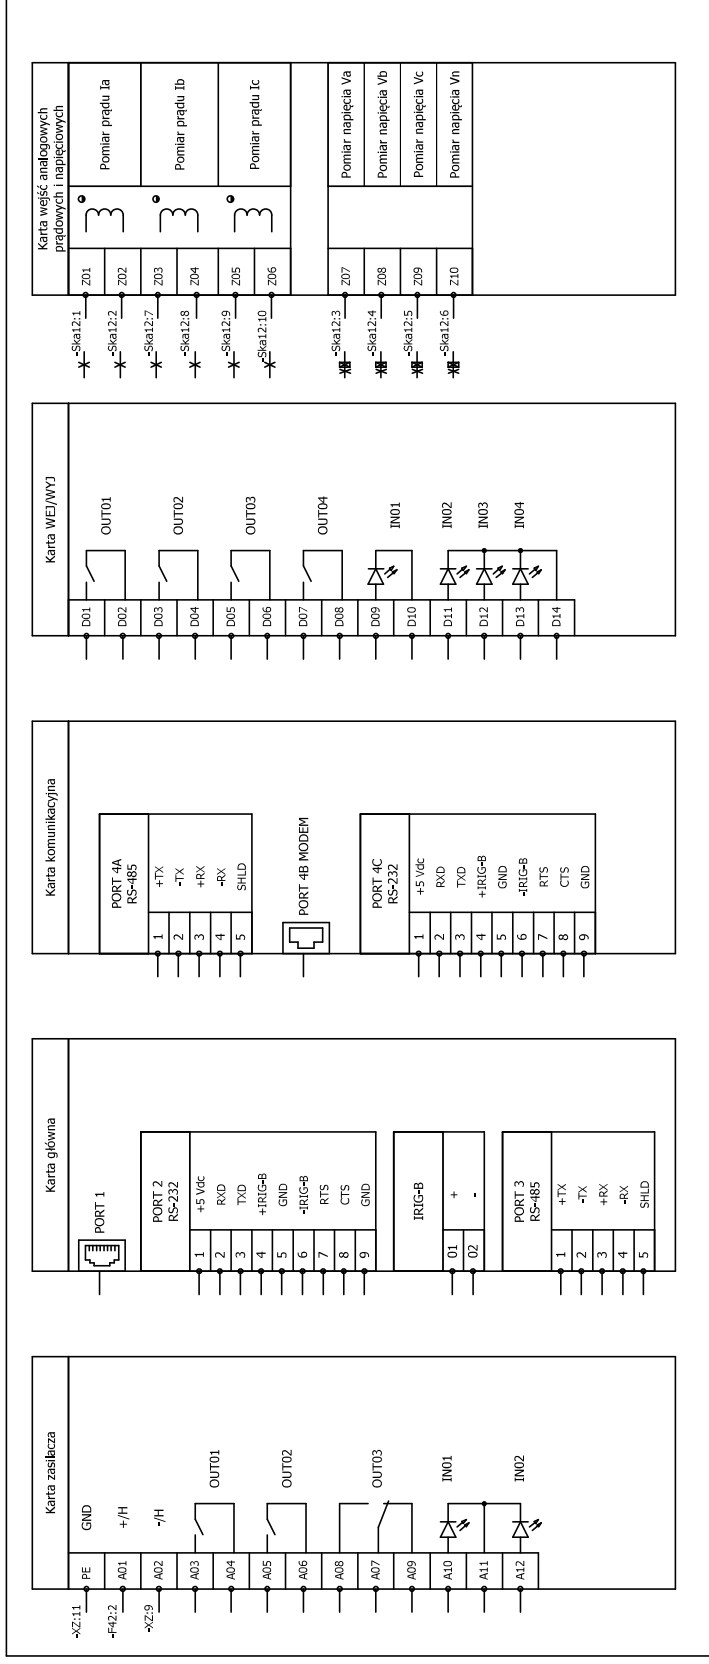 Karta wejść analogowych
prądowych i napięciowych
Pomiar prądu Ia
Pomiar prądu Ib
Pomiar prądu Ic
Pomiar napięcia Va
Pomiar napięcia Vb
Pomiar napięcia Vc
Pomiar napięcia Vn
Z01
Z02
Z03
Z04
Z05
Z06
Z07
Z08
Z09
Z10
-Ska12:1
-Ska12:2
-Ska12:7
-Ska12:8
-Ska12:9
-Ska12:10
-Ska12:3
-Ska12:4
-Ska12:5
-Ska12:6
Karta WEJ/WYJ
OUT01
OUT02
OUT03
OUT04
IN01
IN02
IN03
IN04
D01
D02
D03
D04
D05
D06
D07
D08
D09
D10
D11
D12
D13
D14
Karta komunikacyjna
PORT 4A
RS-485
+TX
-TX
+RX
-RX
SHLD
1
2
3
4
5
PORT 4B MODEM
PORT 4C
RS-232
+5 Vdc
RXD
TXD
+IRIG-B
GND
-IRIG-B
RTS
CTS
GND
1
2
3
4
5
6
7
8
9
Karta główna
PORT 1
PORT 2
RS-232
+5 Vdc
RXD
TXD
+IRIG-B
GND
-IRIG-B
RTS
CTS
GND
1
2
3
4
5
6
7
8
9
IRIG-B
+
-
01
02
PORT 3
RS-485
+TX
-TX
+RX
-RX
SHLD
1
2
3
4
5
Karta zasilacza
GND
+/H
-/H
OUT01
OUT02
OUT03
IN01
IN02
PE
A01
A02
A03
A04
A05
A06
A08
A07
A09
A10
A11
A12
-XZ:11
-F42:2
-XZ:9